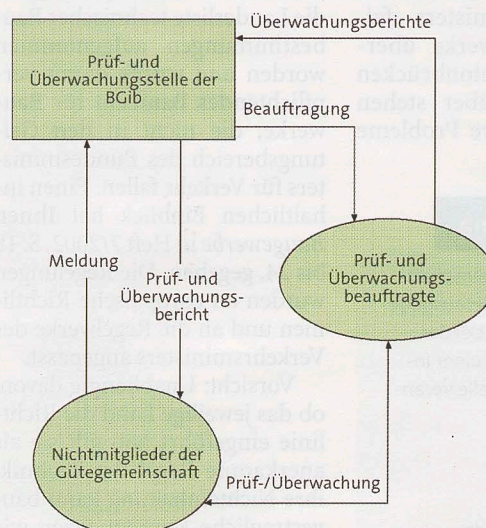 Überwachungsberichte
Prüf- und
Überwachungsstelle der
BGib
Beauftragung
Prüf- und
Überwachungs-
beauftragte
Meldung
Prüf- und
Überwachungs-
bericht
Nichtmitglieder der
Gütegemeinschaft
Prüf-/Überwachung